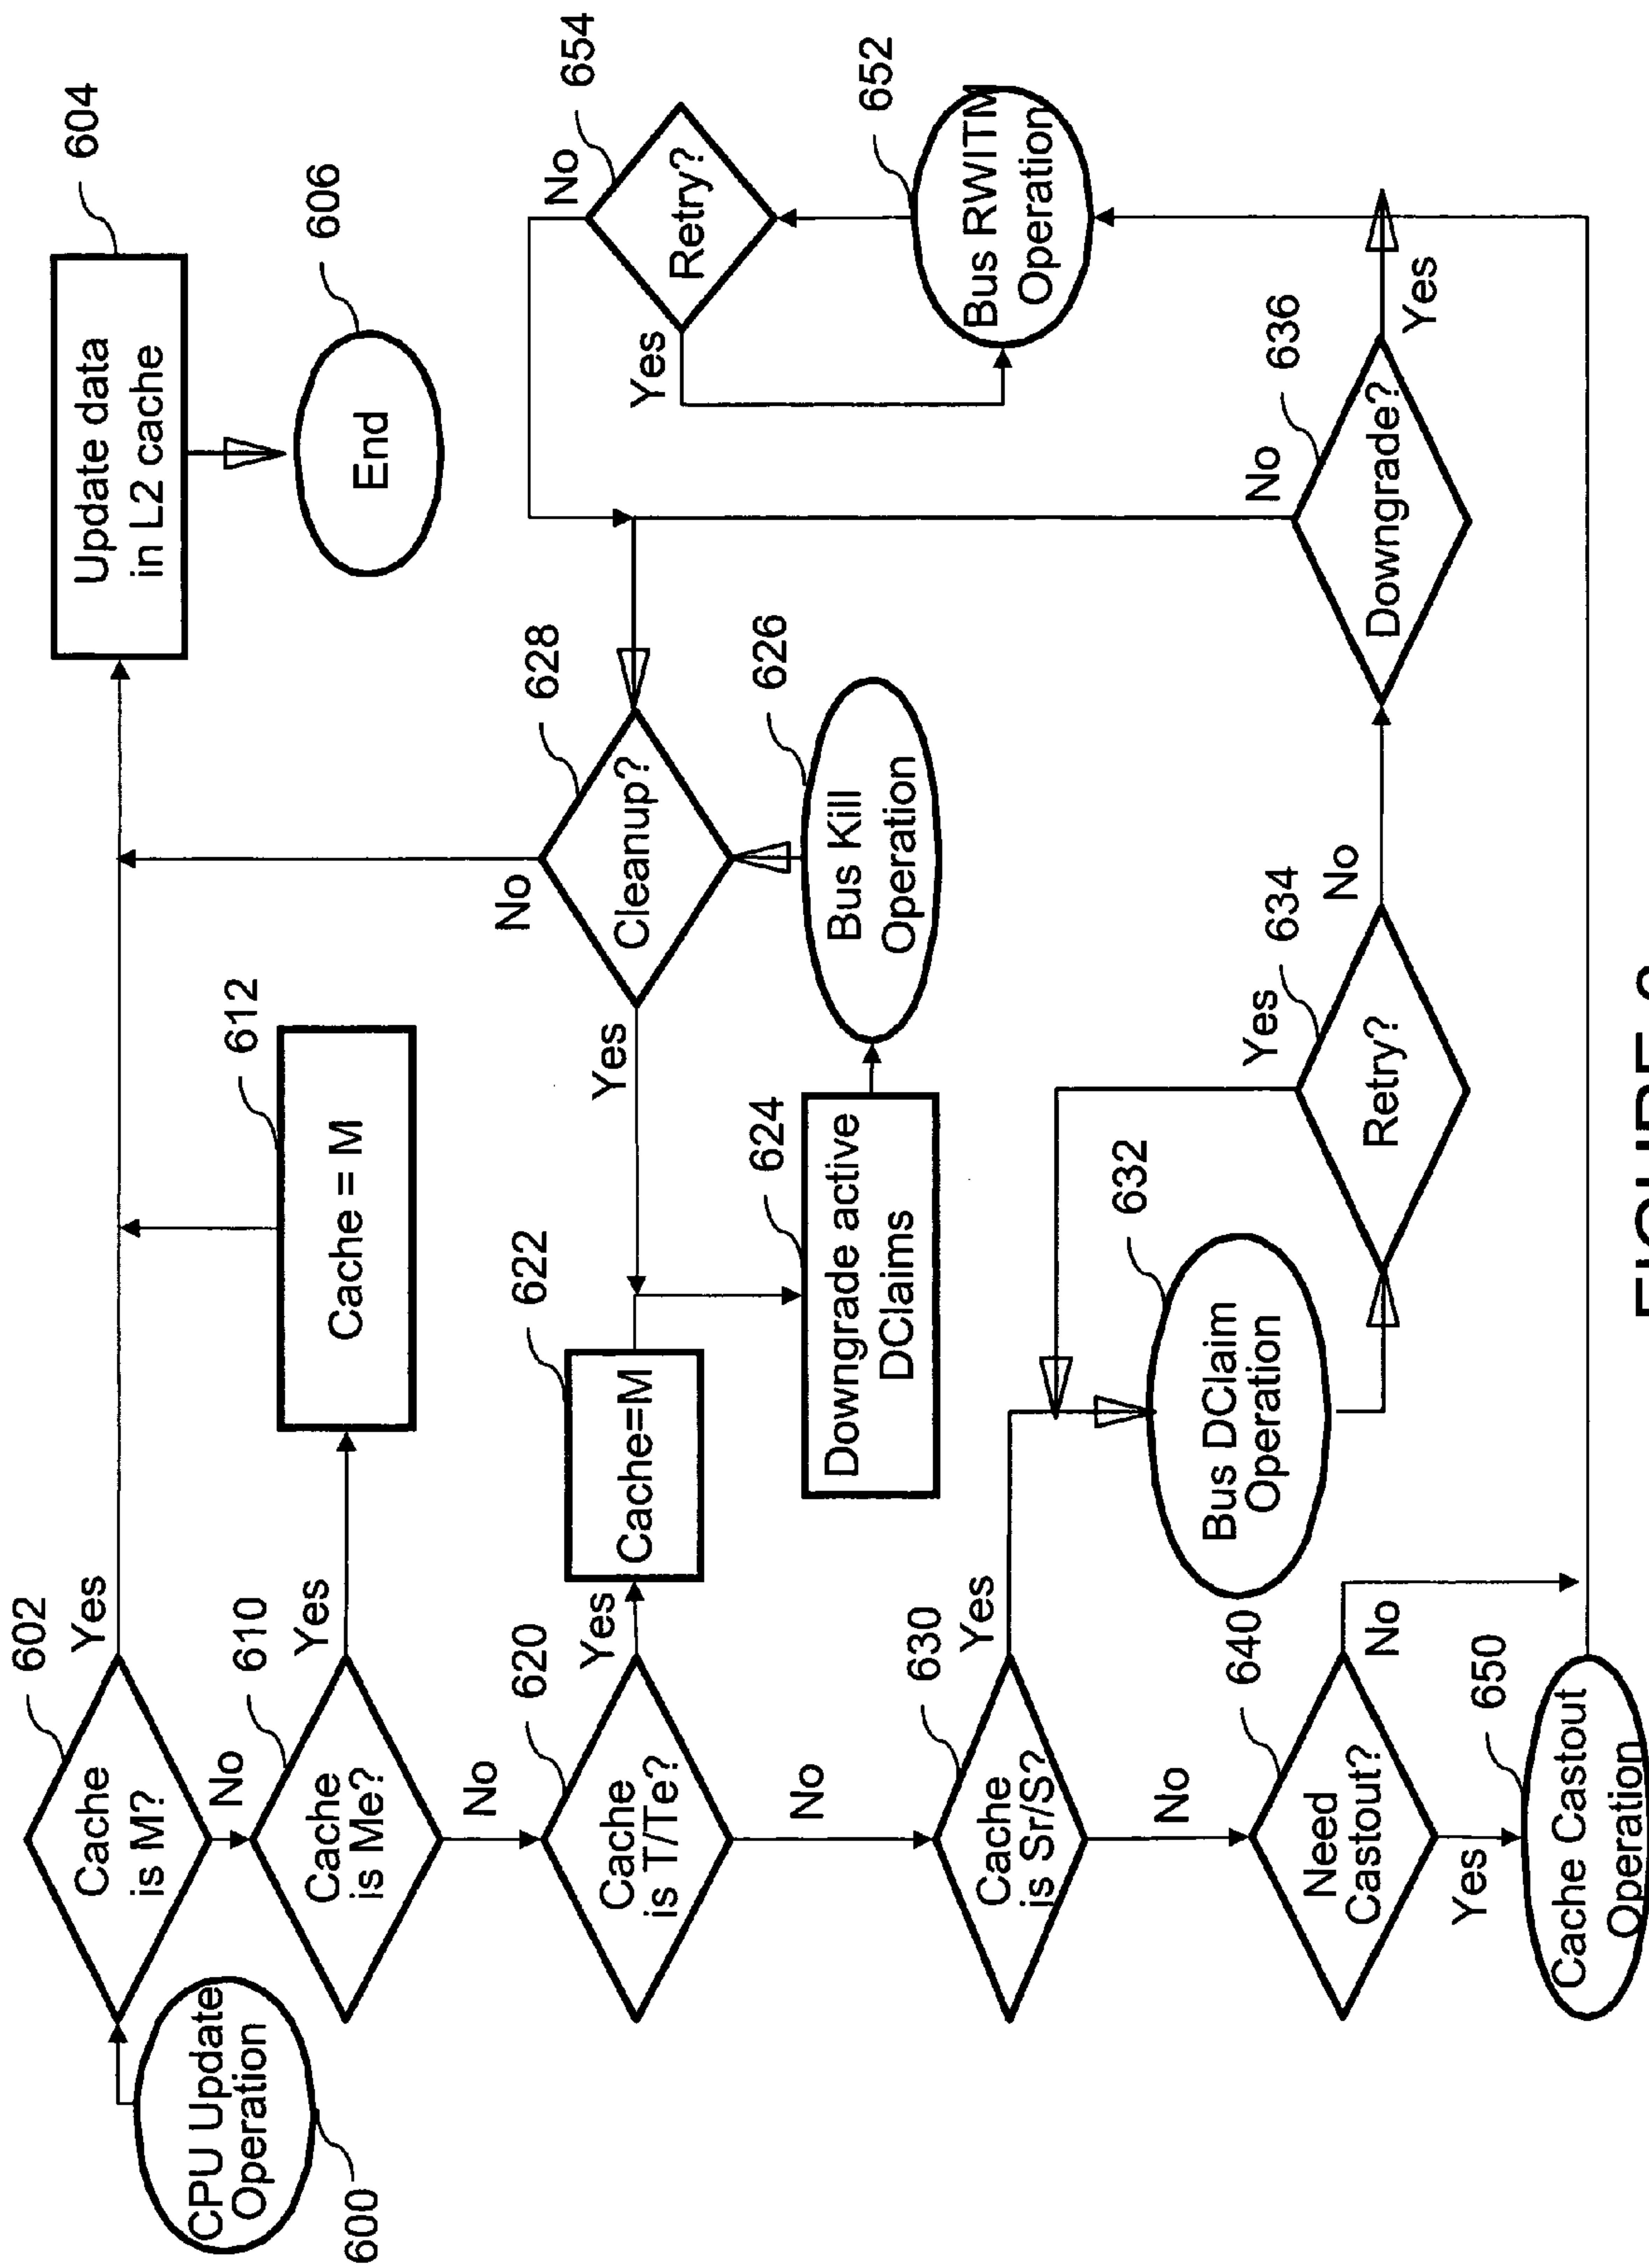 600
CPU Update
Operation
602
Cache
is M?
Yes
No
604
Update data
in L2 cache
606
End
610
Cache
is Me?
Yes
No
612
Cache = M
620
Cache
is T/Te?
Yes
No
622
Cache=M
624
Downgrade active
DClaims
626
Bus Kill
Operation
628
Cleanup?
Yes
No
630
Cache
is Sr/S?
Yes
No
632
Bus DClaim
Operation
634
Retry?
Yes
No
636
Downgrade?
No
Yes
640
Need
Castout?
No
Yes
650
Cache Castout
Operation
652
Bus RWITM
Operation
654
Retry?
Yes
No
FIGURE